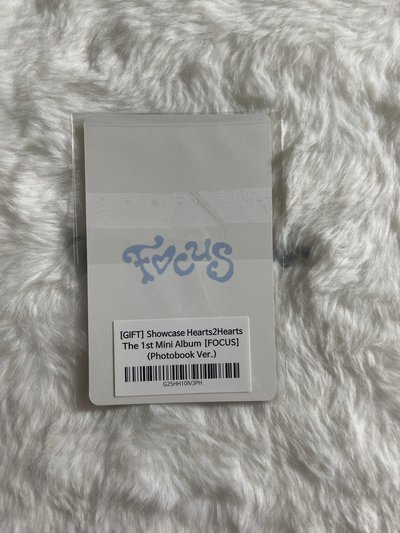 Focus
[GIFT] Showcase Hearts2Hearts
The 1st Mini Album [FOCUS]
(Photobook Ver.)
G25HH10IV3PH